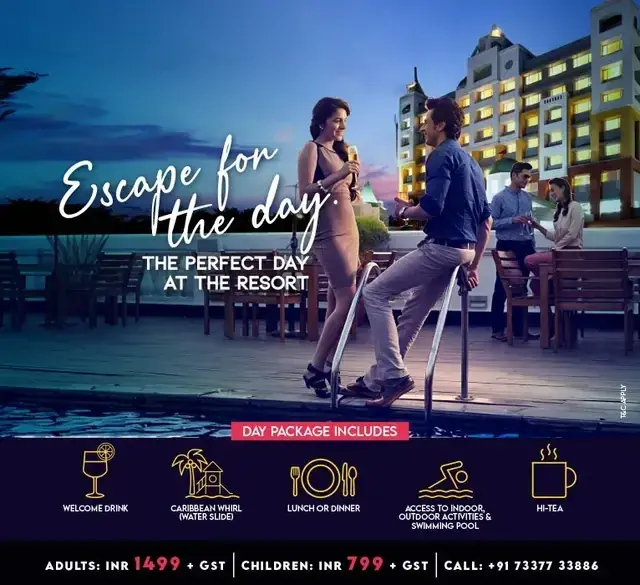 Escape for
the day.
THE PERFECT DAY
AT THE RESORT
T&C APPLY
DAY PACKAGE INCLUDES
WELCOME DRINK
CARIBBEAN WHIRL
(WATER SLIDE)
LUNCH OR DINNER
ACCESS TO INDOOR,
OUTDOOR ACTIVITIES &
SWIMMING POOL
HI-TEA
ADULTS: INR 1499 + GST | CHILDREN: INR 799 + GST | CALL: +91 73377 33886